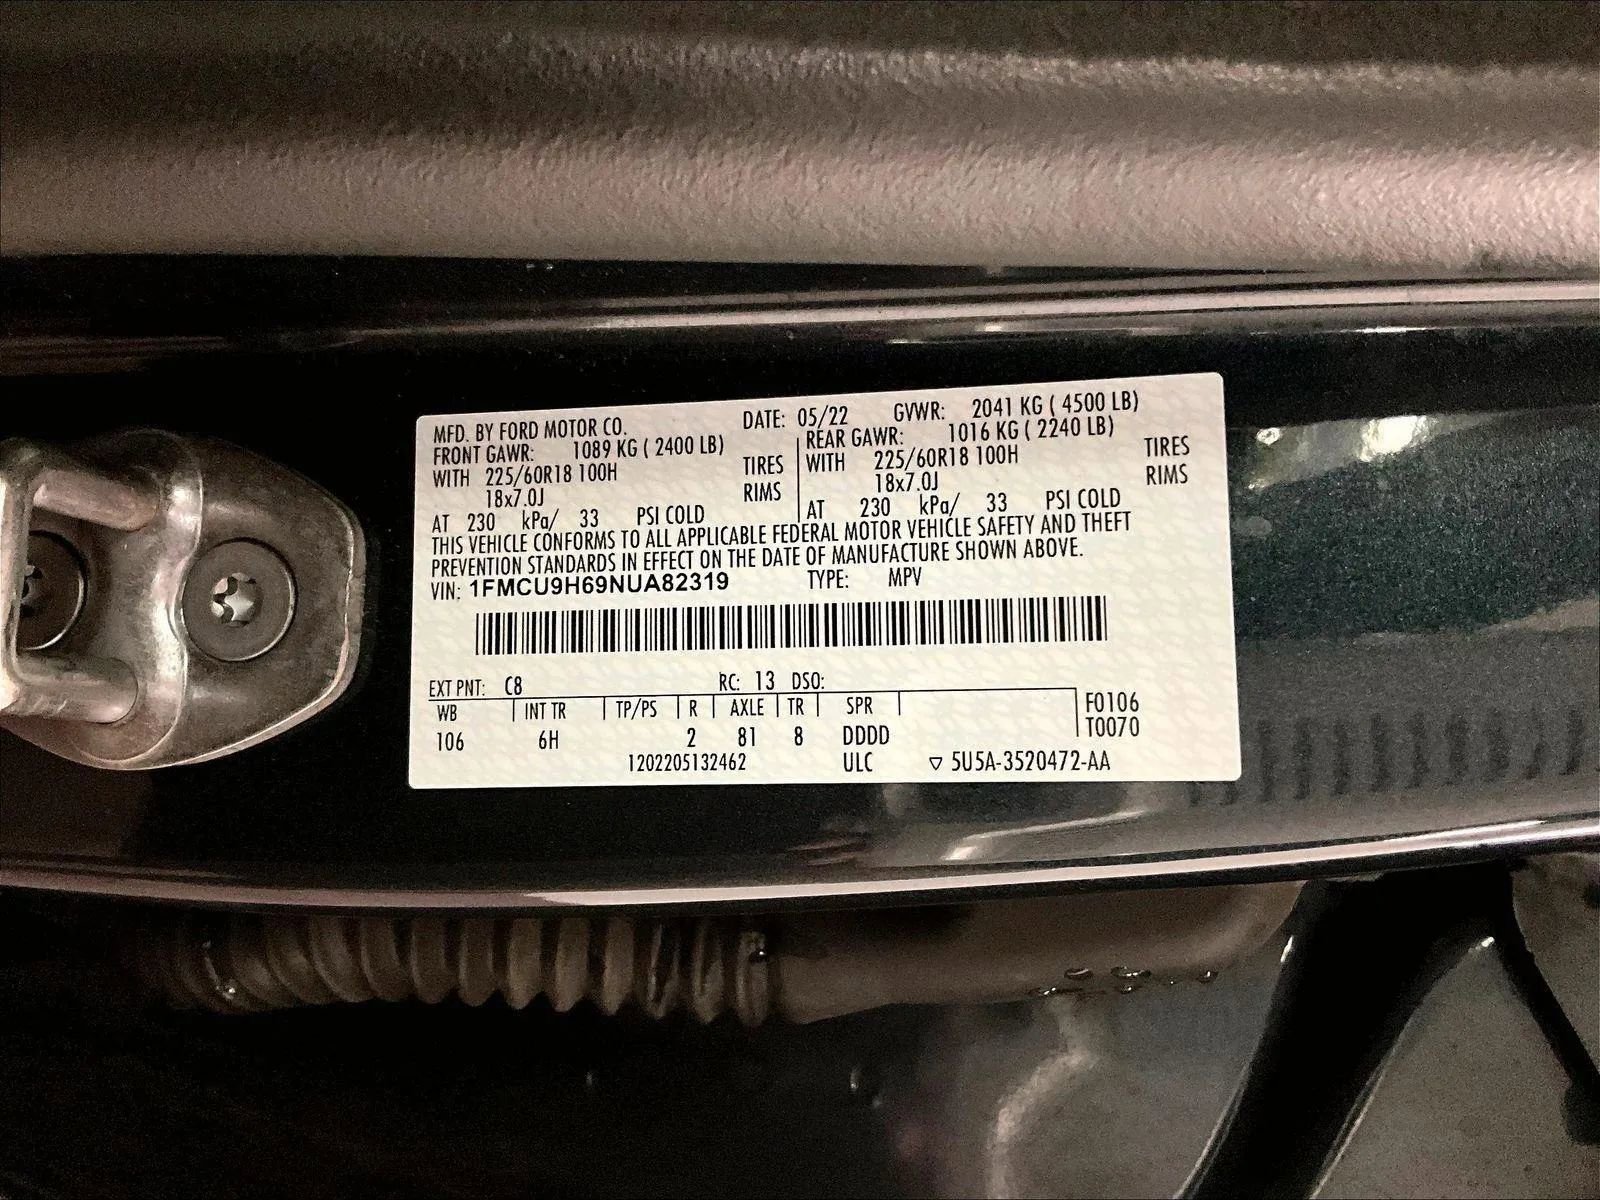 MFD. BY FORD MOTOR CO. DATE: 05/22 GVWR: 2041 KG ( 4500 LB)
FRONT GAWR: 1089 KG ( 2400 LB) REAR GAWR: 1016 KG ( 2240 LB)
WITH 225/60R18 100H TIRES WITH 225/60R18 100H TIRES
18x7.0J RIMS 18x7.0J RIMS
AT 230 kPa/ 33 PSI COLD AT 230 kPa/ 33 PSI COLD
THIS VEHICLE CONFORMS TO ALL APPLICABLE FEDERAL MOTOR VEHICLE SAFETY AND THEFT
PREVENTION STANDARDS IN EFFECT ON THE DATE OF MANUFACTURE SHOWN ABOVE.
VIN: 1FMCU9H69NUA82319 TYPE: MPV
EXT PNT: C8 RC: 13 DSO:
WB INT TR TP/PS R AXLE TR SPR F0106
106 6H 2 81 8 DDDD T0070
1202205132462 ULC ▽ 5U5A-3520472-AA